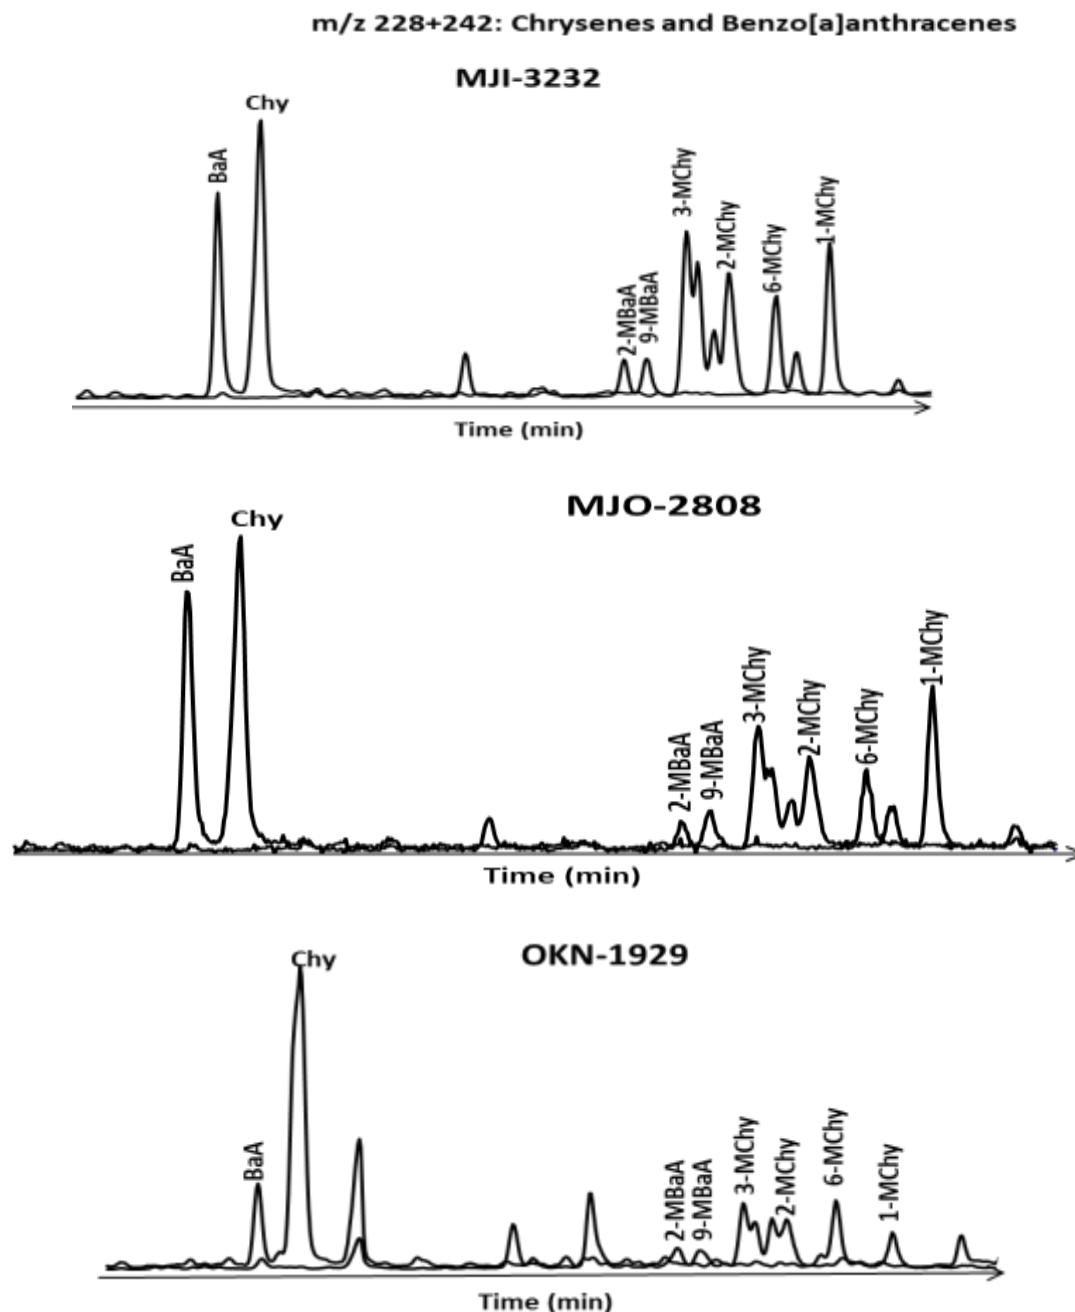 m/z 228+242: Chrysenes and Benzo[a]anthracenes
MJI-3232
BaA
Chy
2-MBaA
9-MBaA
3-MChy
2-MChy
6-MChy
1-MChy
Time (min)
MJO-2808
BaA
Chy
2-MBaA
9-MBaA
3-MChy
2-MChy
6-MChy
1-MChy
Time (min)
OKN-1929
BaA
Chy
2-MBaA
9-MBaA
3-MChy
2-MChy
6-MChy
1-MChy
Time (min)